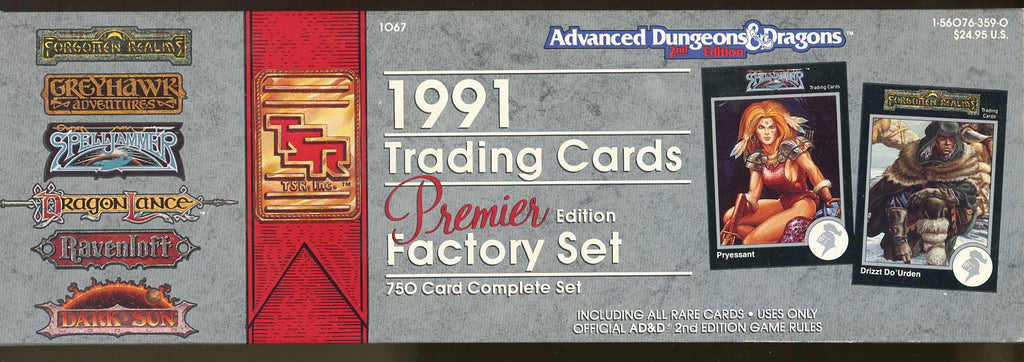 FORGOTTEN REALMS
GREYHAWK
ADVENTURES
SPELLJAMMER
DRAGONLANCE
Ravenloft
DARK SUN
TSR
TSR, Inc.™
1067
1991
Trading Cards
Premier Edition
Factory Set
750 Card Complete Set
Advanced Dungeons & Dragons™
2nd Edition
1-56076-359-0
$24.95 U.S.
SPELLJAMMER
Trading Cards
Pryessant
FORGOTTEN REALMS
Trading
Cards
Drizzt Do'Urden
INCLUDING ALL RARE CARDS • USES ONLY
OFFICIAL AD&D® 2nd EDITION GAME RULES